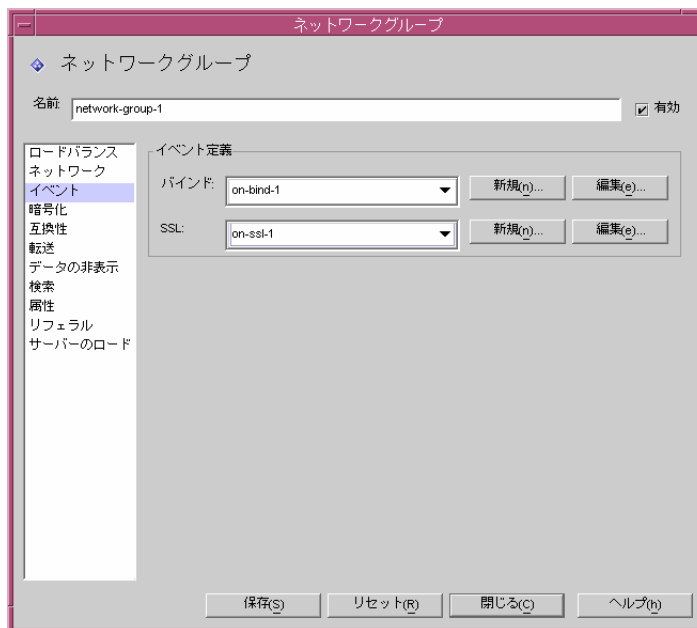 ネットワークグループ
ネットワークグループ
名前: network-group-1 有効
ロードバランス
ネットワーク
イベント
暗号化
互換性
転送
データの非表示
検索
属性
リフェラル
サーバーのロード
イベント定義
バインド: on-bind-1 新規(n)... 編集(e)...
SSL: on-ssl-1 新規(n)... 編集(e)...
保存(S) リセット(R) 閉じる(C) ヘルプ(h)